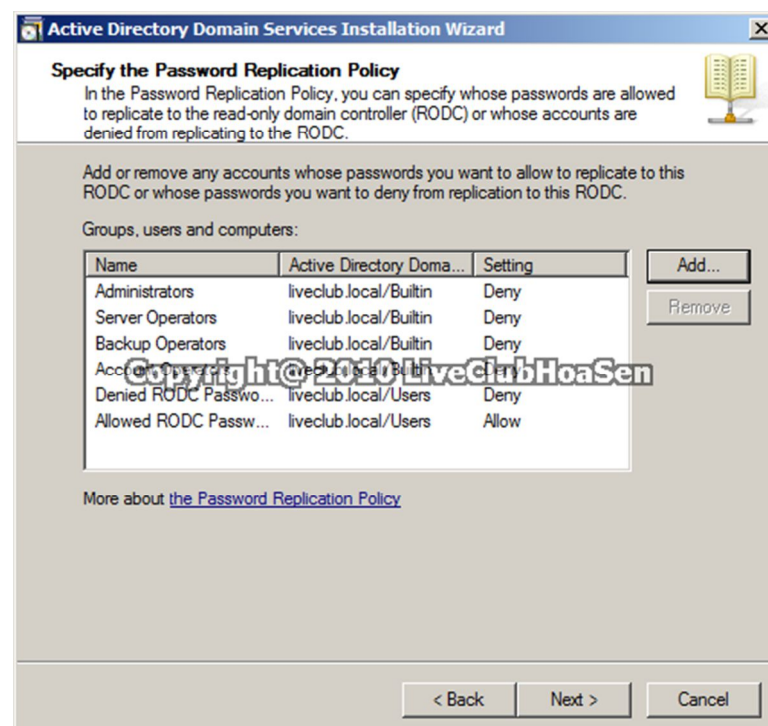 Active Directory Domain Services Installation Wizard
Specify the Password Replication Policy
In the Password Replication Policy, you can specify whose passwords are allowed
to replicate to the read-only domain controller (RODC) or whose accounts are
denied from replicating to the RODC.
Add or remove any accounts whose passwords you want to allow to replicate to this
RODC or whose passwords you want to deny from replication to this RODC.
Groups, users and computers:
Name Active Directory Doma... Setting Add...
Administrators liveclub.local/Builtin Deny
Remove
Server Operators liveclub.local/Builtin Deny
Backup Operators liveclub.local/Builtin Deny
Account Operators liveclub.local/Builtin Deny
Copyright@ 2010 LiveClubHoaSen
Denied RODC Passwo... liveclub.local/Users Deny
Allowed RODC Passw... liveclub.local/Users Allow
More about the Password Replication Policy
< Back Next > Cancel